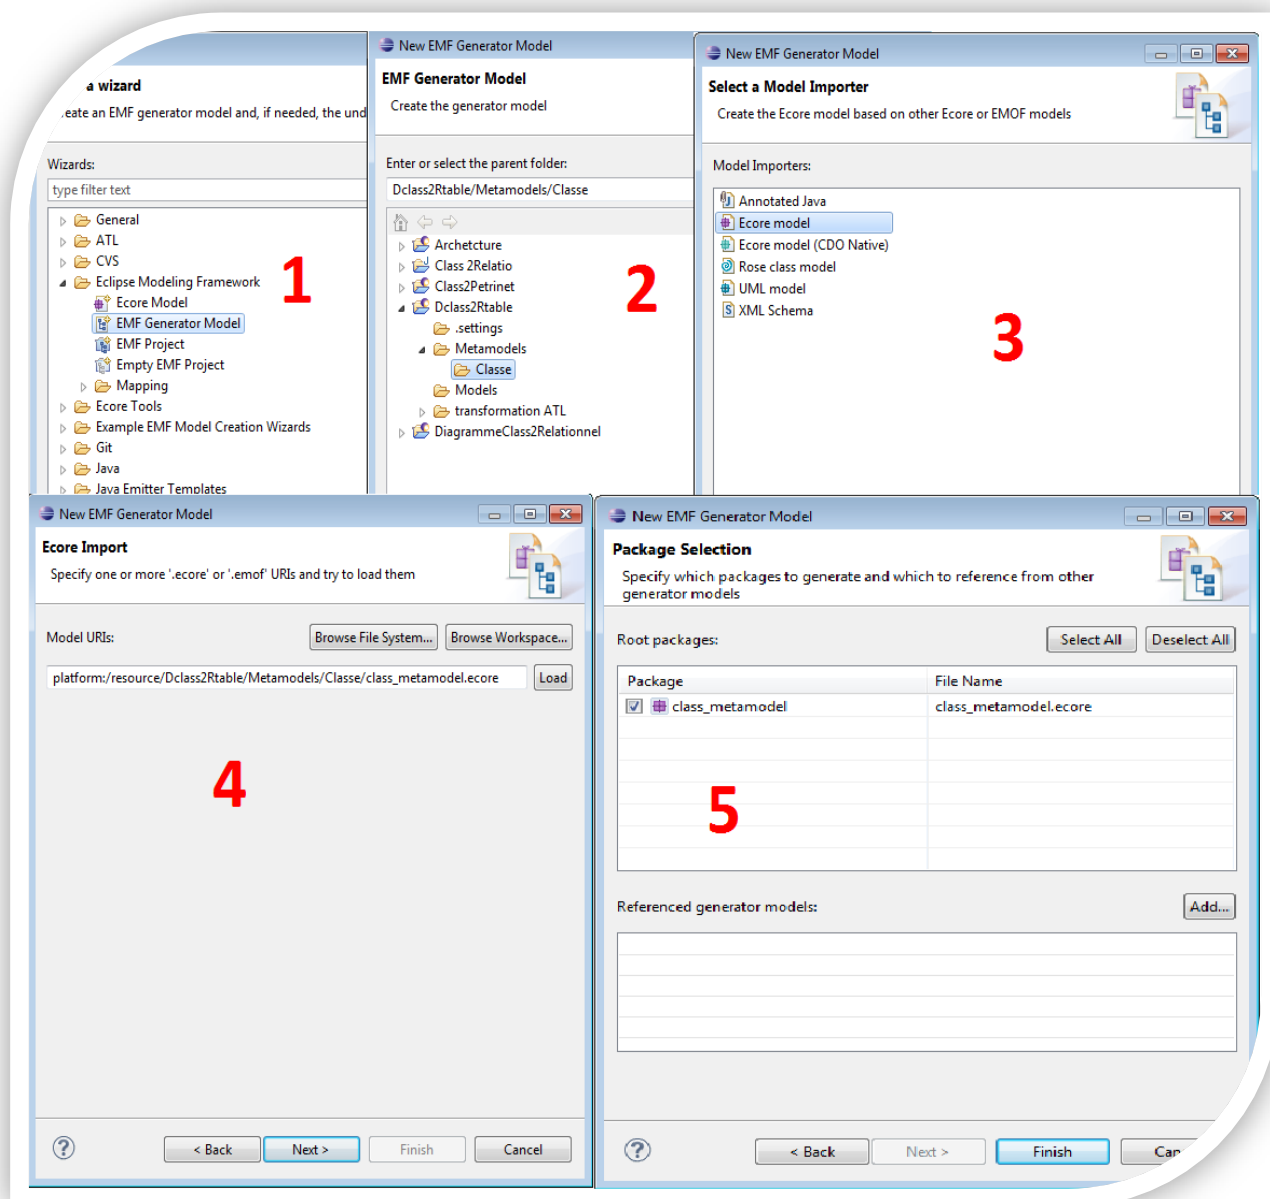 a wizard
eate an EMF generator model and, if needed, the und
Wizards:
type filter text
General
ATL
CVS
Eclipse Modeling Framework
Ecore Model
EMF Generator Model
EMF Project
Empty EMF Project
Mapping
Ecore Tools
Example EMF Model Creation Wizards
Git
Java
Java Emitter Templates
1
New EMF Generator Model
EMF Generator Model
Create the generator model
Enter or select the parent folder:
Dclass2Rtable/Metamodels/Classe
Archetcture
Class 2Relatio
Class2Petrinet
Dclass2Rtable
.settings
Metamodels
Classe
Models
transformation ATL
DiagrammeClass2Relationnel
2
New EMF Generator Model
Select a Model Importer
Create the Ecore model based on other Ecore or EMOF models
Model Importers:
Annotated Java
Ecore model
Ecore model (CDO Native)
Rose class model
UML model
XML Schema
3
New EMF Generator Model
Ecore Import
Specify one or more '.ecore' or '.emof' URIs and try to load them
Model URIs:
Browse File System...
Browse Workspace...
platform:/resource/Dclass2Rtable/Metamodels/Classe/class_metamodel.ecore
Load
4
< Back
Next >
Finish
Cancel
New EMF Generator Model
Package Selection
Specify which packages to generate and which to reference from other
generator models
Root packages:
Select All
Deselect All
Package
File Name
class_metamodel
class_metamodel.ecore
5
Referenced generator models:
Add...
< Back
Next >
Finish
Can